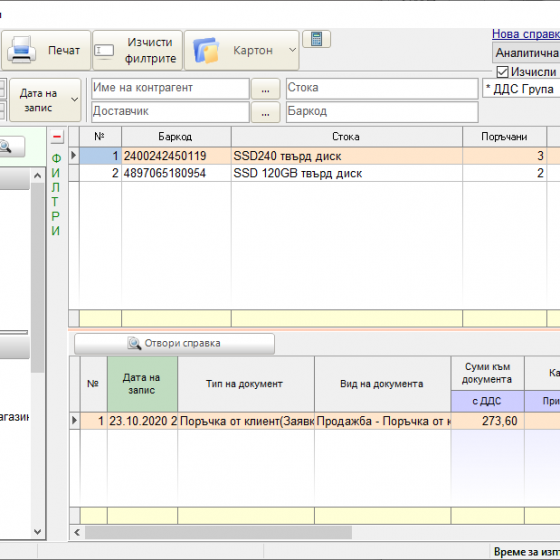 Нова справк
Печат
Изчисти филтрите
Картон
Аналитична
Изчисли
Дата на запис
Име на контрагент
...
Стока
* ДДС Група
Доставчик
...
Баркод
ФИЛТРИ
№ Баркод Стока Поръчани
1 2400242450119 SSD240 твърд диск 3
2 4897065180954 SSD 120GB твърд диск 2
Отвори справка
№ Дата на запис Тип на документ Вид на документа Суми към документа Ка
с ДДС При
агазин
1 23.10.2020 2 Поръчка от клиент(Заявк Продажба - Поръчка от к 273,60
Време за изп